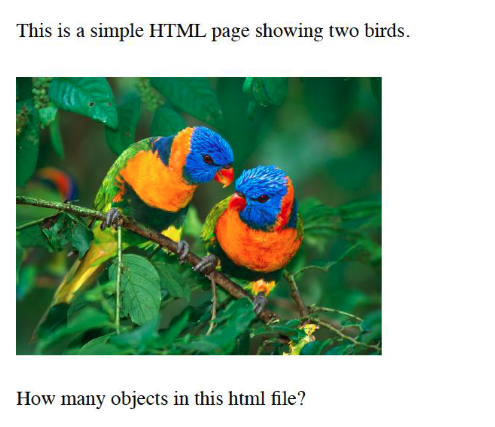 This is a simple HTML page showing two birds.
How many objects in this html file?